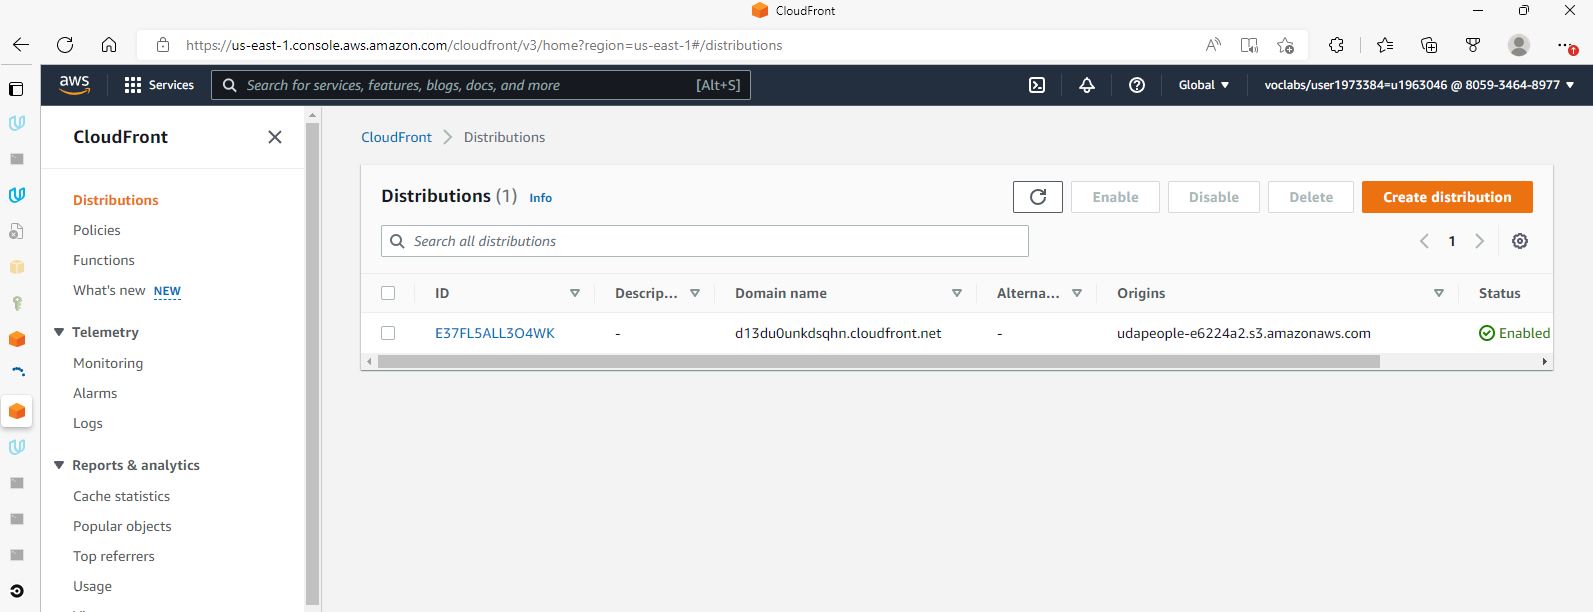 CloudFront
https://us-east-1.console.aws.amazon.com/cloudfront/v3/home?region=us-east-1#/distributions
aws Services Search for services, features, blogs, docs, and more [Alt+S] Global voclabs/user1973384=u1963046 @ 8059-3464-8977
CloudFront
Distributions
Policies
Functions
What's new NEW
Telemetry
Monitoring
Alarms
Logs
Reports & analytics
Cache statistics
Popular objects
Top referrers
Usage
CloudFront Distributions
Distributions (1) Info
Enable Disable Delete Create distribution
Search all distributions 1
ID Descrip... Domain name Alterna... Origins Status
E37FL5ALL3O4WK - d13du0unkdsqhn.cloudfront.net - udapeople-e6224a2.s3.amazonaws.com Enabled